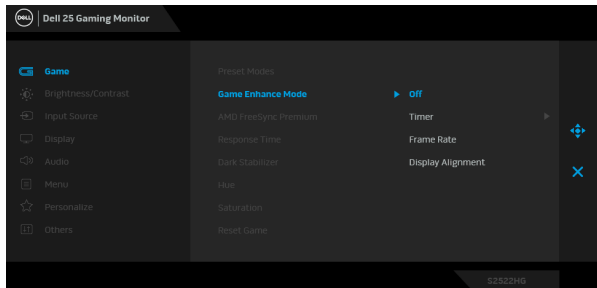 DELL
Dell 25 Gaming Monitor
Game
Brightness/Contrast
Input Source
Display
Audio
Menu
Personalize
Others
Preset Modes
Game Enhance Mode
AMD FreeSync Premium
Response Time
Dark Stabilizer
Hue
Saturation
Reset Game
Off
Timer
Frame Rate
Display Alignment
S2522HG